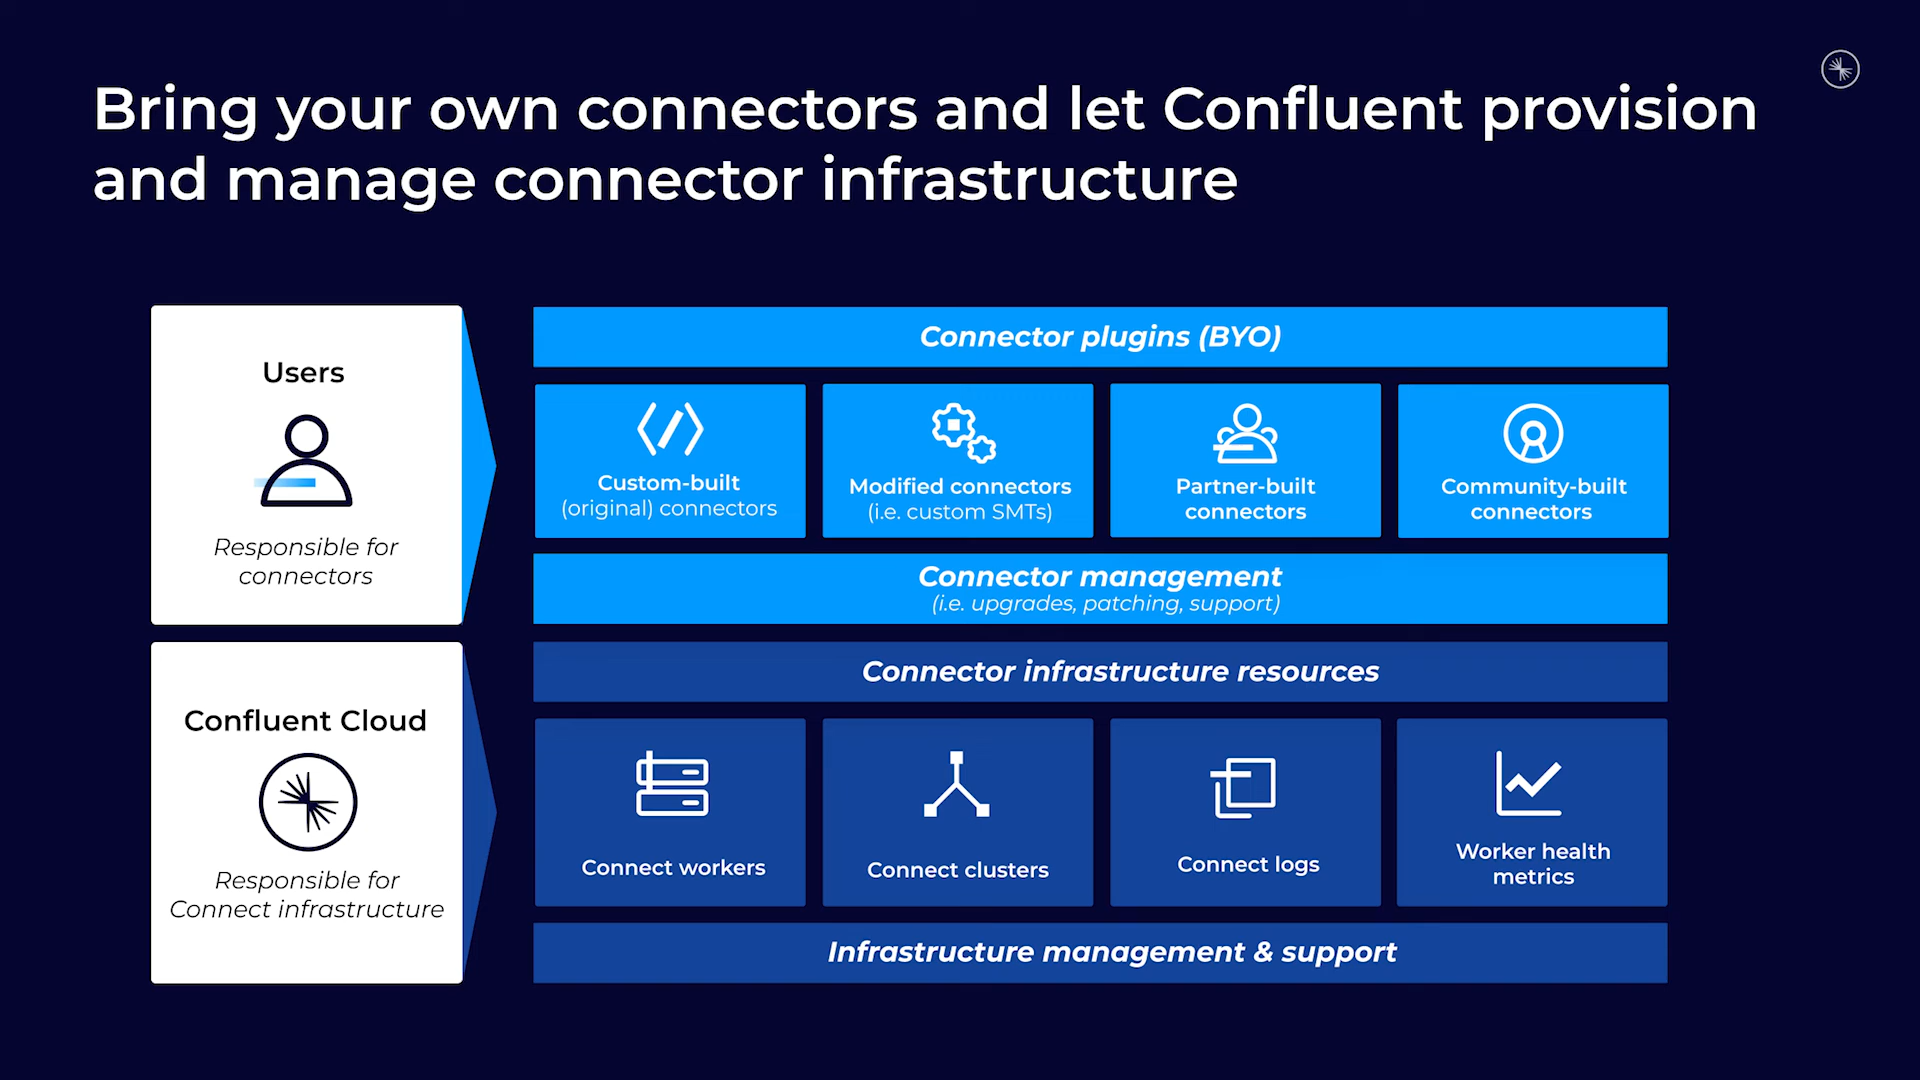 Bring your own connectors and let Confluent provision
and manage connector infrastructure
Users
Responsible for
connectors
Connector plugins (BYO)
Custom-built
(original) connectors
Modified connectors
(i.e. custom SMTs)
Partner-built
connectors
Community-built
connectors
Connector management
(i.e. upgrades, patching, support)
Confluent Cloud
Responsible for
Connect infrastructure
Connector infrastructure resources
Connect workers
Connect clusters
Connect logs
Worker health
metrics
Infrastructure management & support